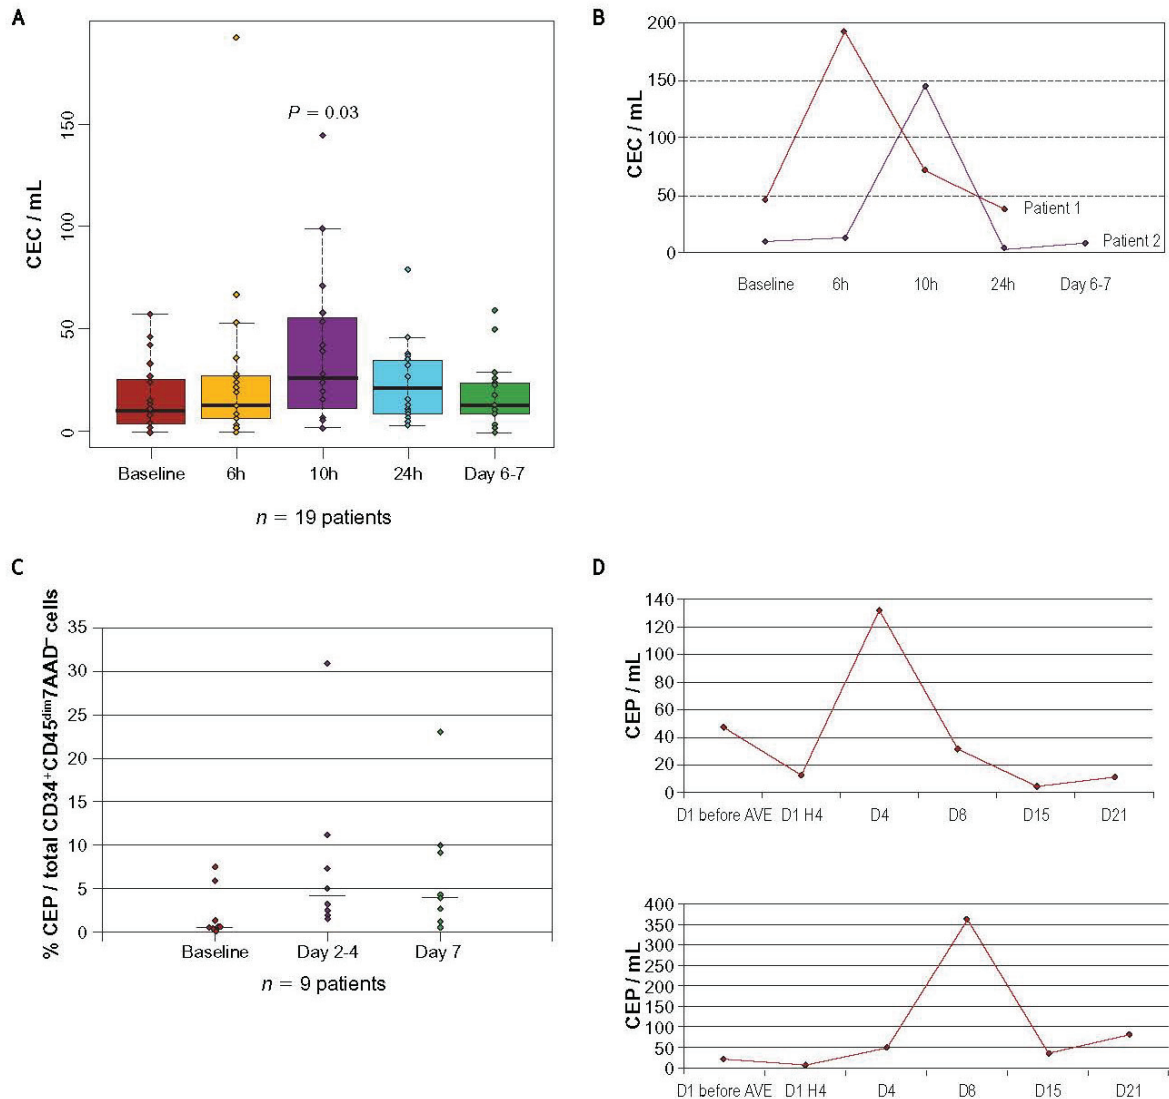 A
CEC / mL
150
100
50
0
P = 0.03
Baseline
6h
10h
24h
Day 6-7
n = 19 patients
B
CEC / mL
200
150
100
50
0
Patient 1
Patient 2
Baseline
6h
10h
24h
Day 6-7
C
% CEP / total CD34+CD45dim7AAD– cells
35
30
25
20
15
10
5
0
Baseline
Day 2-4
Day 7
n = 9 patients
D
CEP / mL
140
120
100
80
60
40
20
0
D1 before AVE
D1 H4
D4
D8
D15
D21
CEP / mL
400
350
300
250
200
150
100
50
0
D1 before AVE
D1 H4
D4
D8
D15
D21